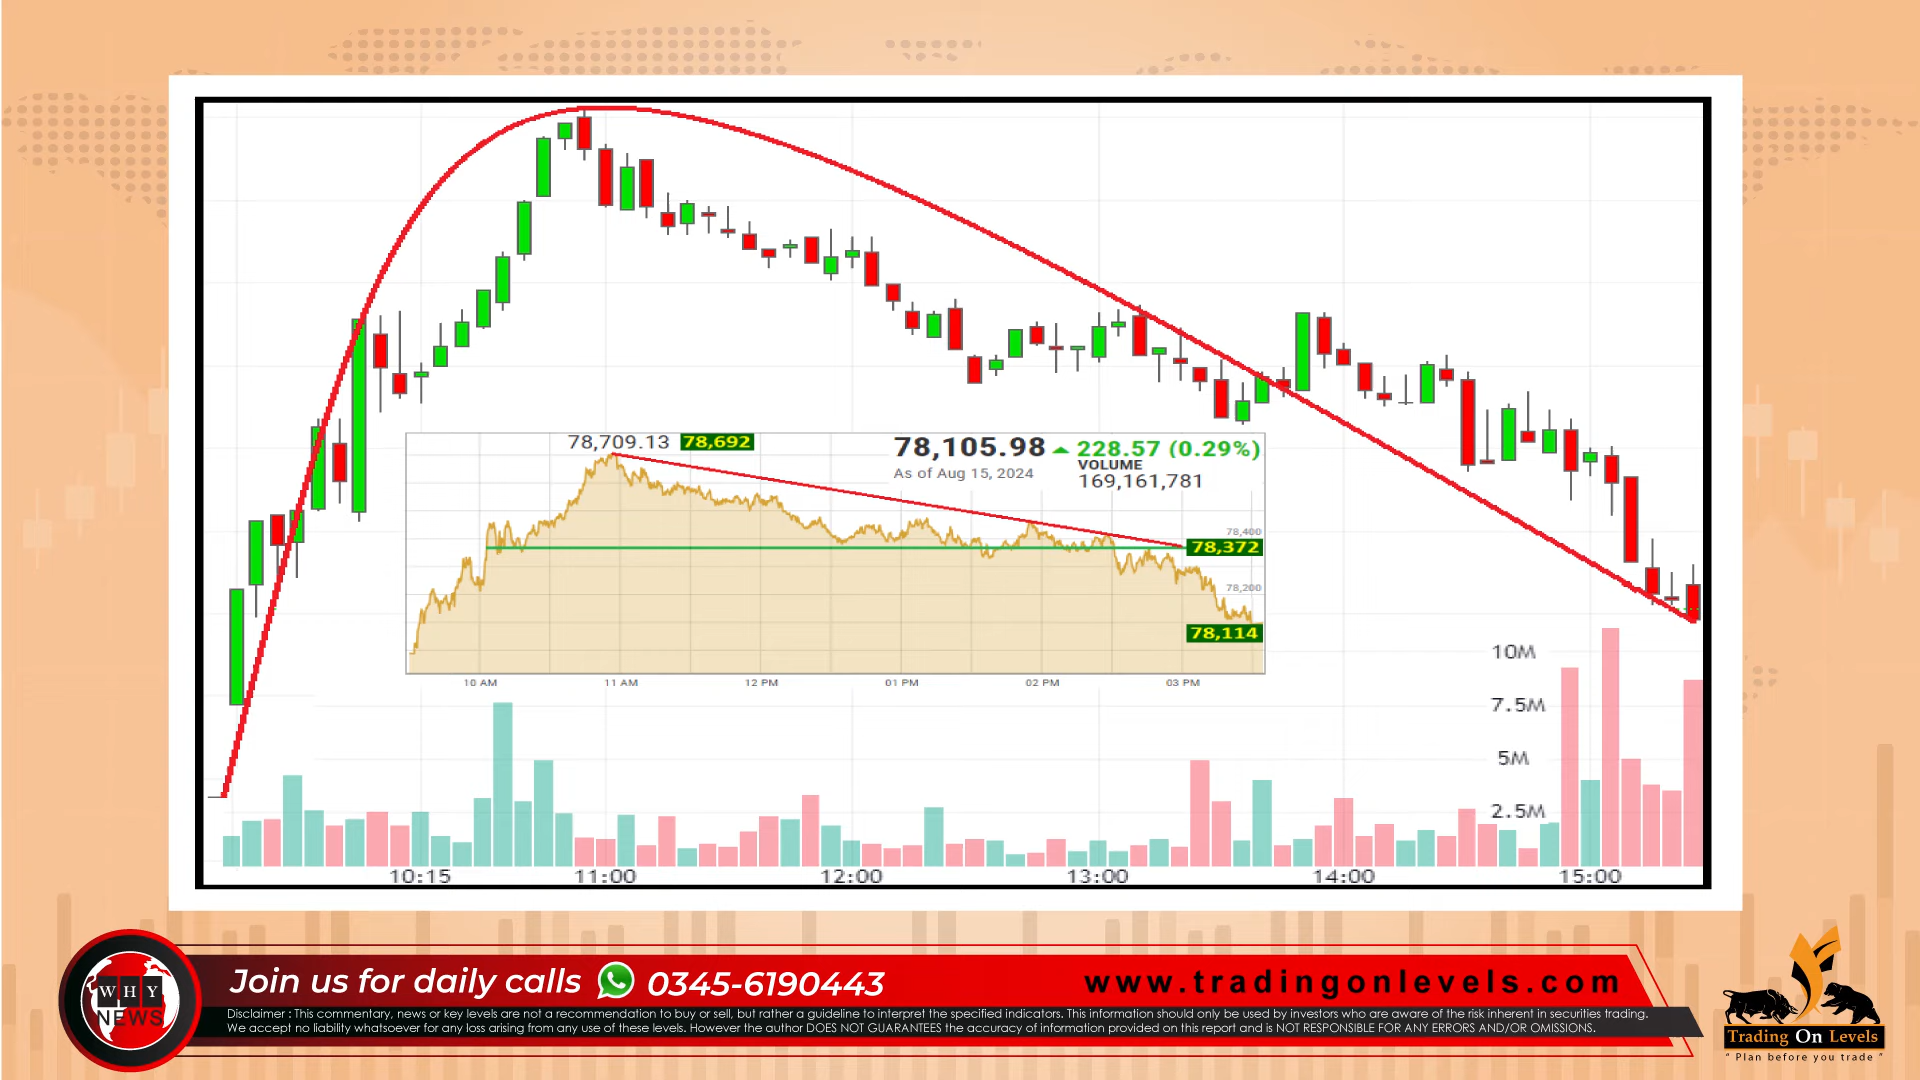 78,709.13 78,692
78,105.98 228.57 (0.29%)
As of Aug 15, 2024
VOLUME
169,161,781
78,400
78,372
78,200
78,114
10 AM 11 AM 12 PM 01 PM 02 PM 03 PM
10M
7.5M
5M
2.5M
10:15 11:00 12:00 13:00 14:00 15:00
WHY
NEWS
Join us for daily calls 0345-6190443
www.tradingonlevels.com
Disclaimer : This commentary, news or key levels are not a recommendation to buy or sell, but rather a guideline to interpret the specified indicators. This information should only be used by investors who are aware of the risk inherent in securities trading.
We accept no liability whatsoever for any loss arising from any use of these levels. However the author DOES NOT GUARANTEES the accuracy of information provided on this report and is NOT RESPONSIBLE FOR ANY ERRORS AND/OR OMISSIONS.
Trading On Levels
" Plan before you trade "